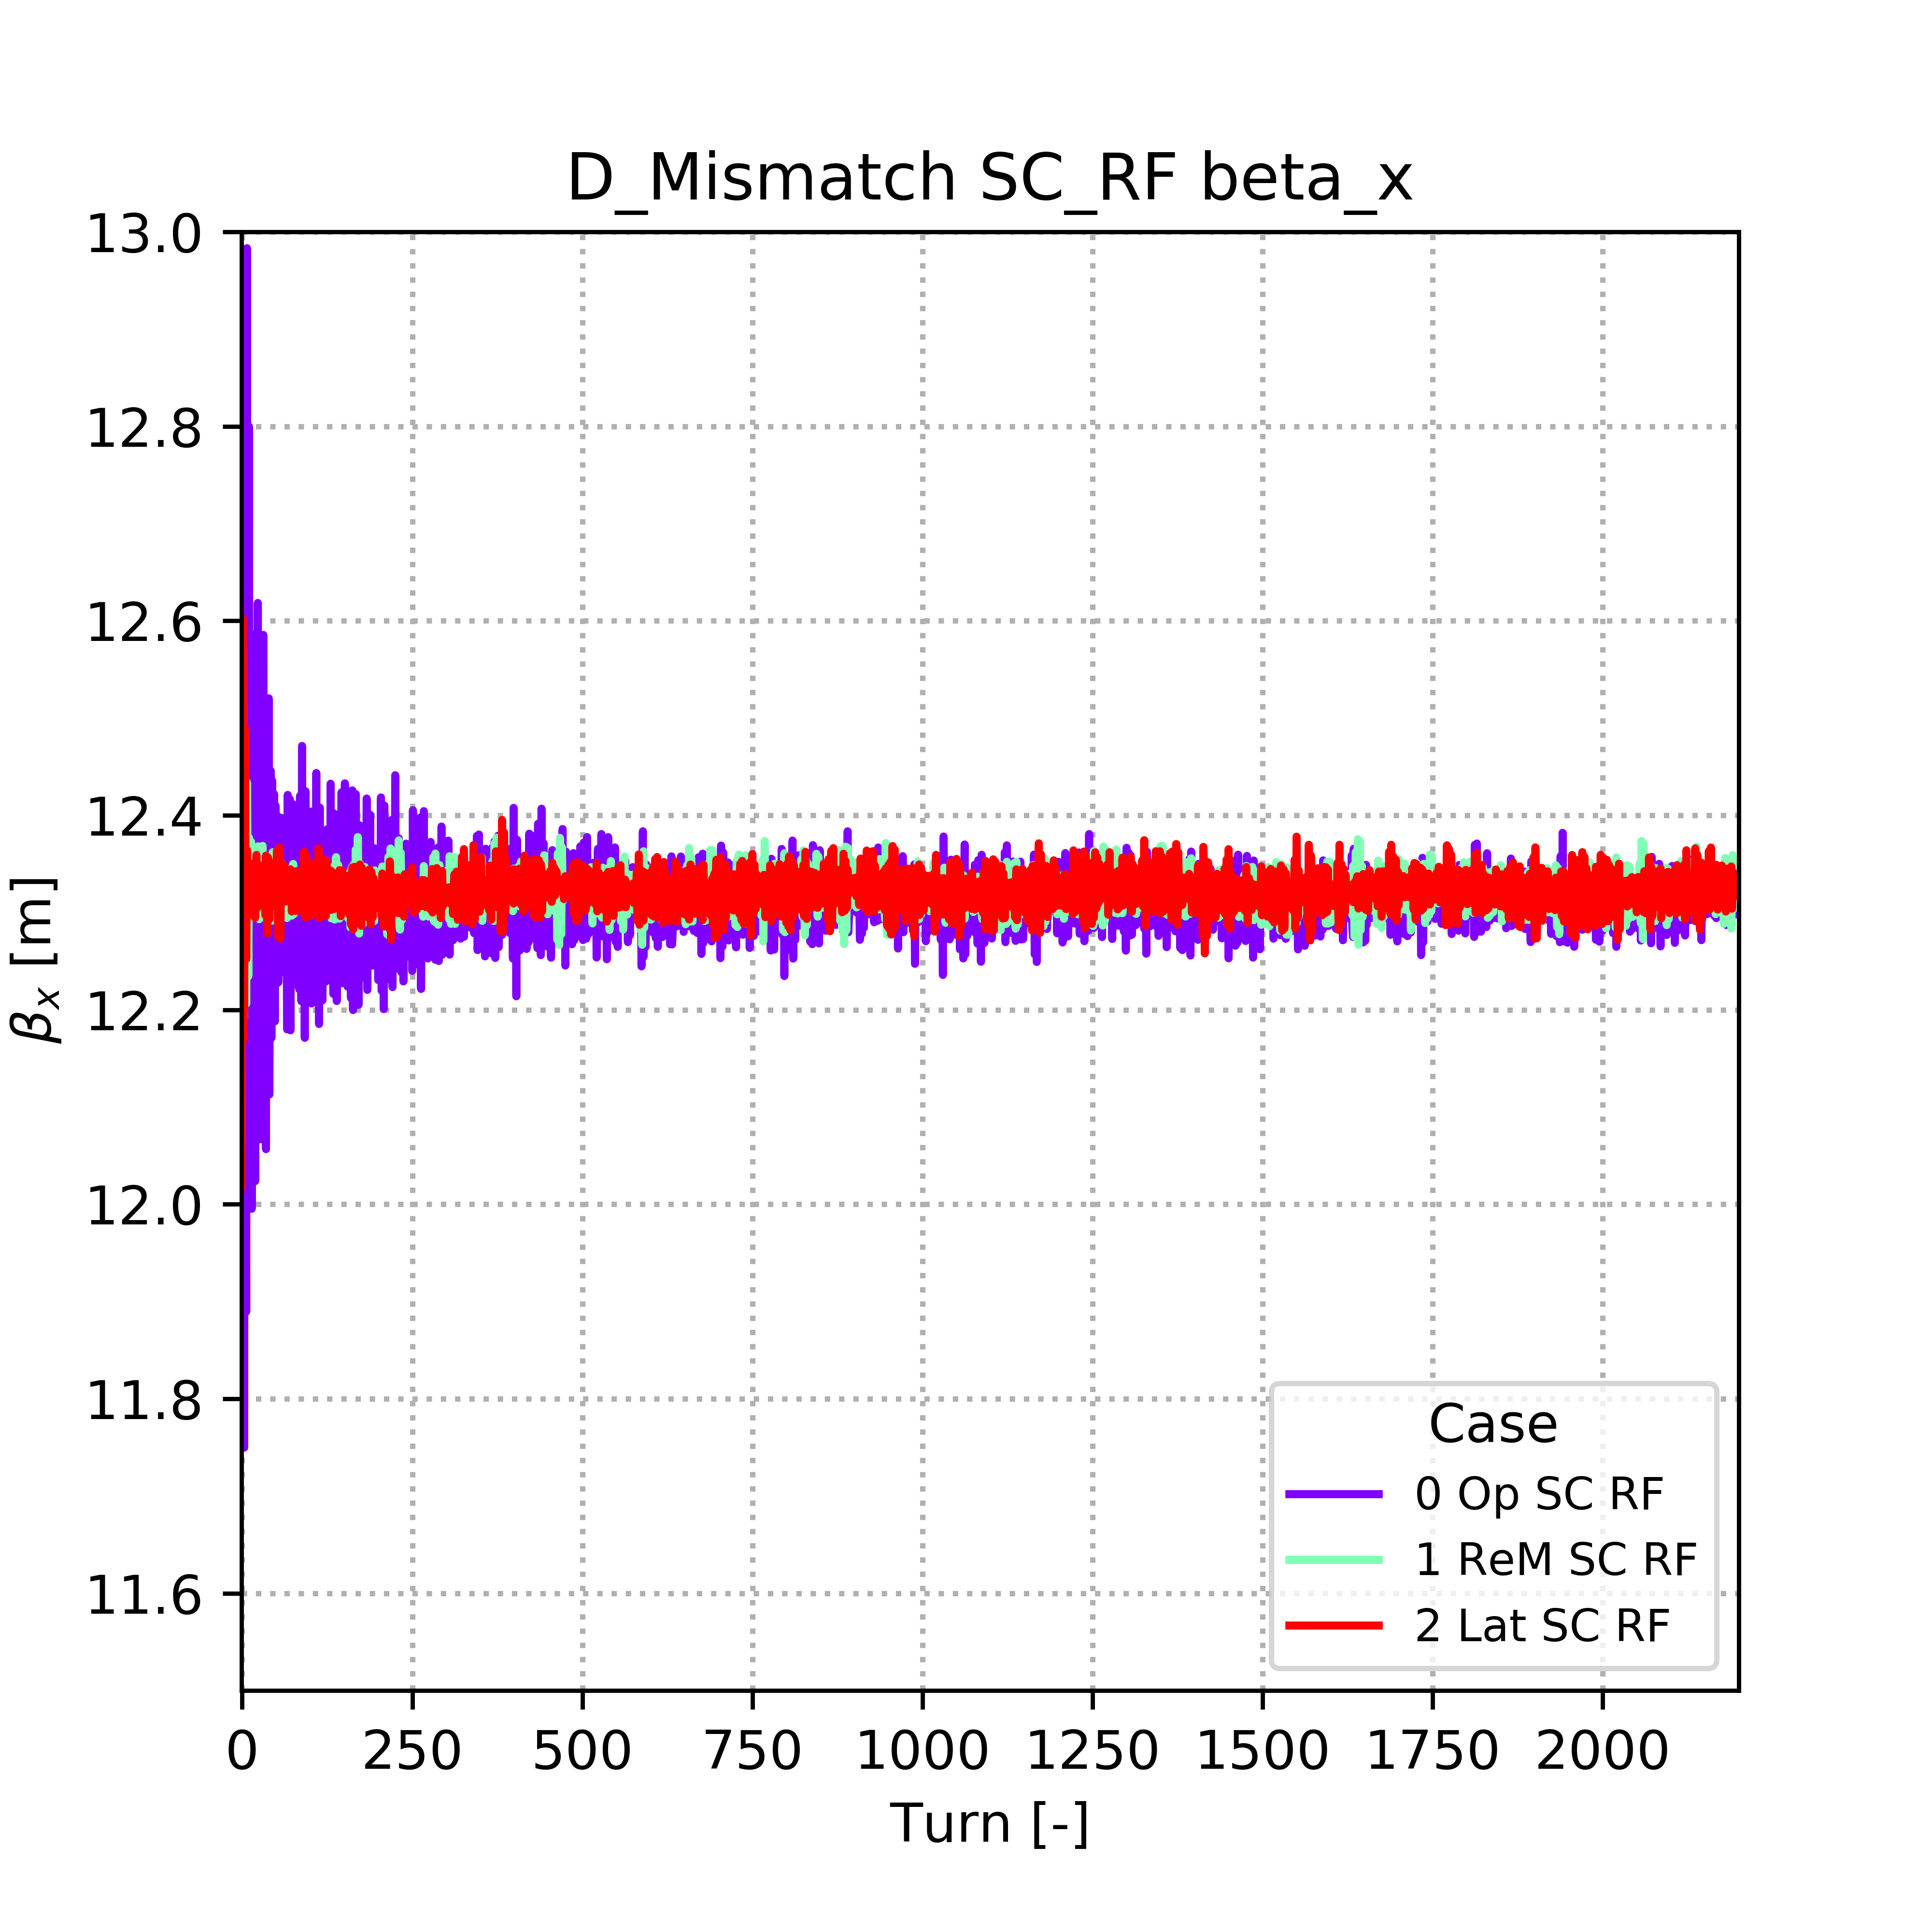 D_Mismatch SC_RF beta_x
13.0
12.8
12.6
12.4
12.2
12.0
11.8
11.6
βx [m]
0 250 500 750 1000 1250 1500 1750 2000
Turn [-]
Case
0 Op SC RF
1 ReM SC RF
2 Lat SC RF